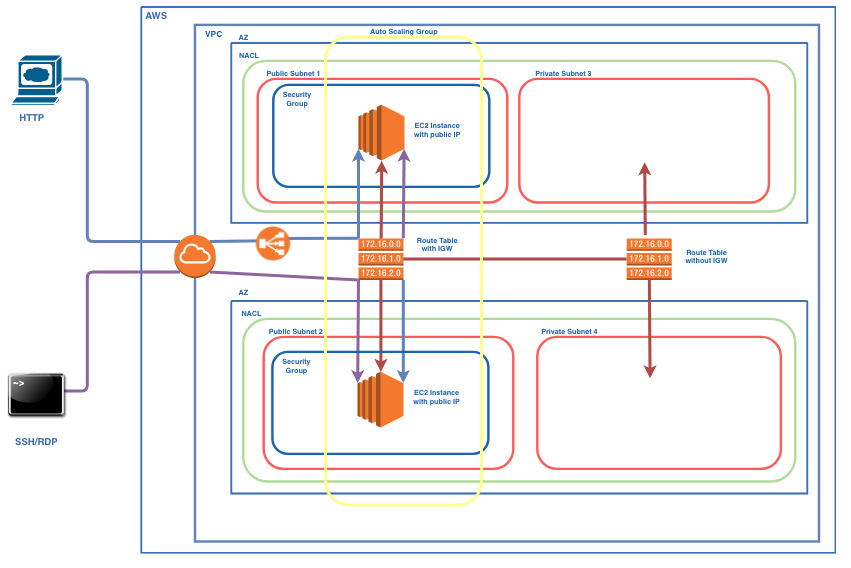 AWS
VPC
Auto Scaling Group
AZ
NACL
Public Subnet 1
Private Subnet 3
Security
Group
EC2 Instance
with public IP
HTTP
172.16.0.0
172.16.1.0
172.16.2.0
Route Table
with IGW
172.16.0.0
172.16.1.0
172.16.2.0
Route Table
without IGW
AZ
NACL
Public Subnet 2
Private Subnet 4
Security
Group
EC2 Instance
with public IP
~>
SSH/RDP